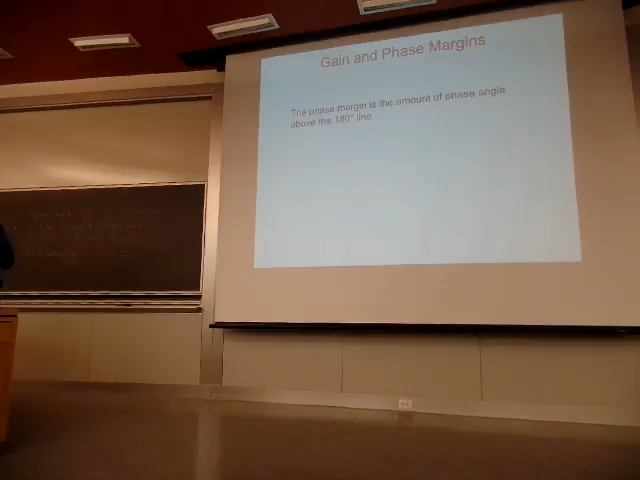 Gain and Phase Margins
The phase margin is the amount of phase angle
above the 180° line